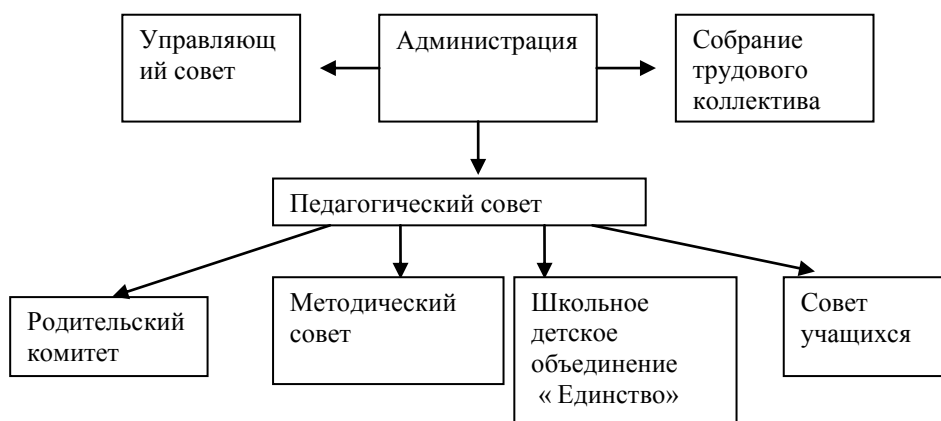 Управляющ
ий совет
Администрация
Собрание
трудового
коллектива
Педагогический совет
Родительский
комитет
Методический
совет
Школьное
детское
объединение
« Единство»
Совет
учащихся